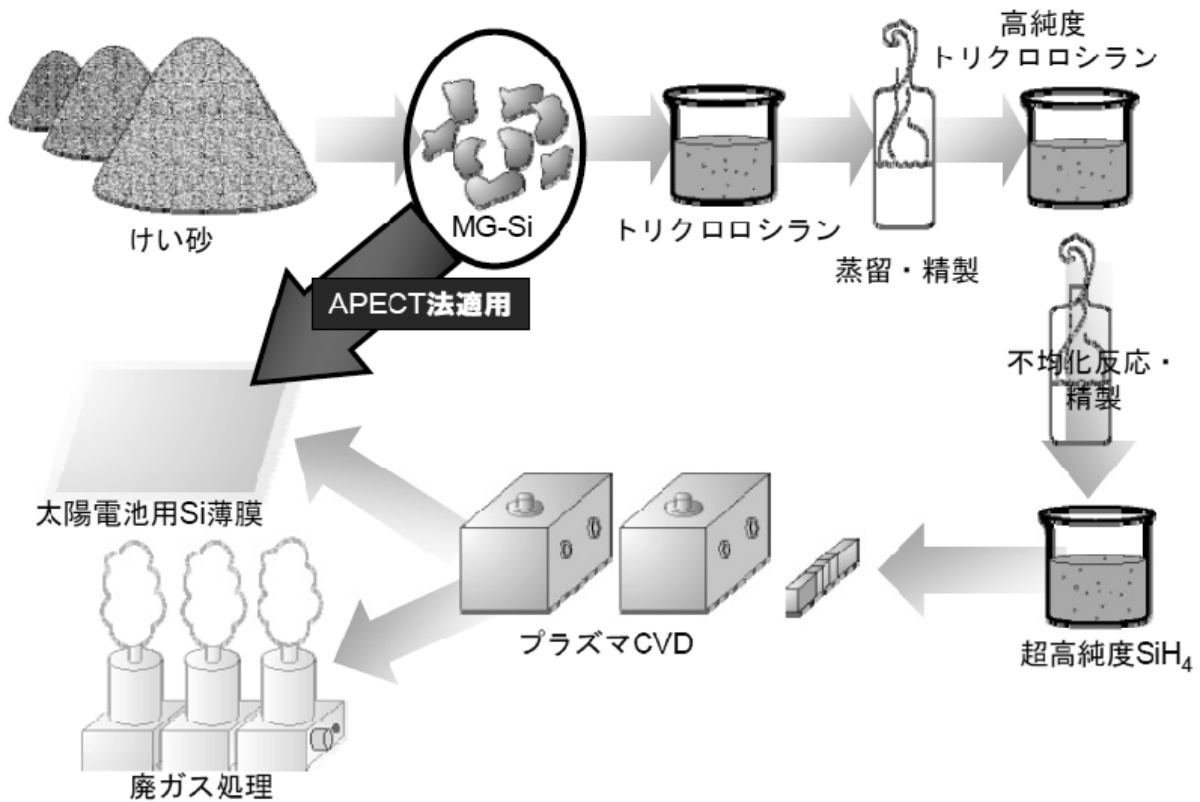 高純度
トリクロロシラン
けい砂
MG-Si
トリクロロシラン
蒸留・精製
APECT法適用
不均化反応・
精製
太陽電池用Si薄膜
プラズマCVD
超高純度SiH₄
廃ガス処理